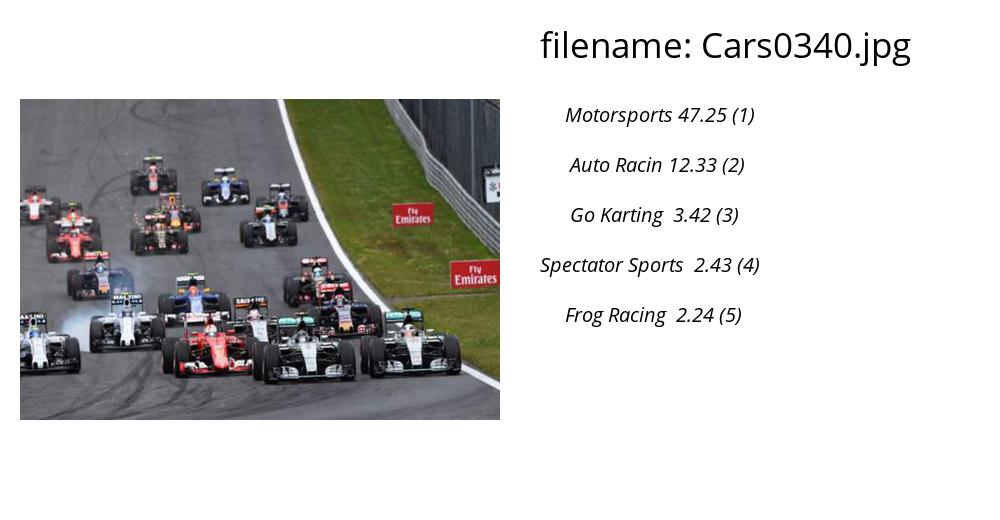 filename: Cars0340.jpg
Motorsports 47.25 (1)
Auto Racin 12.33 (2)
Go Karting 3.42 (3)
Spectator Sports 2.43 (4)
Frog Racing 2.24 (5)
Fly
Emirates
Fly
Emirates
MARTINI
MARTINI